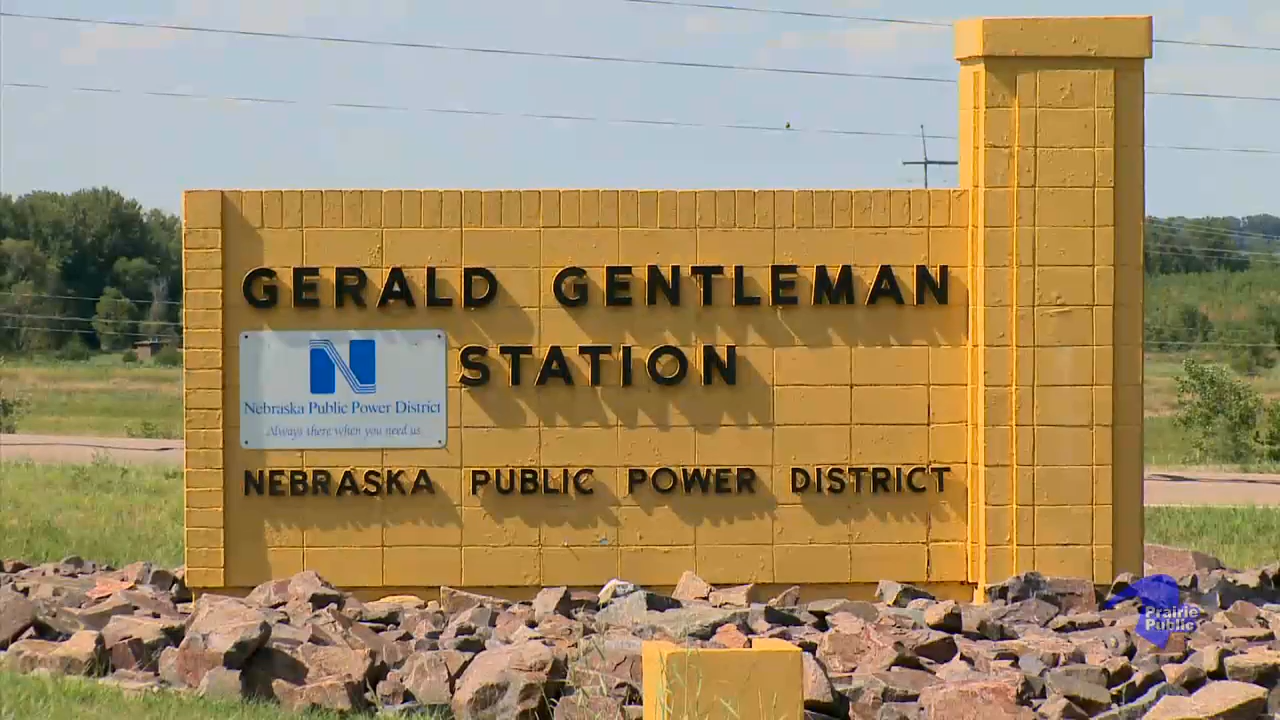 GERALD GENTLEMAN
STATION
N
Nebraska Public Power District
Always there when you need us
NEBRASKA PUBLIC POWER DISTRICT
Prairie
Public